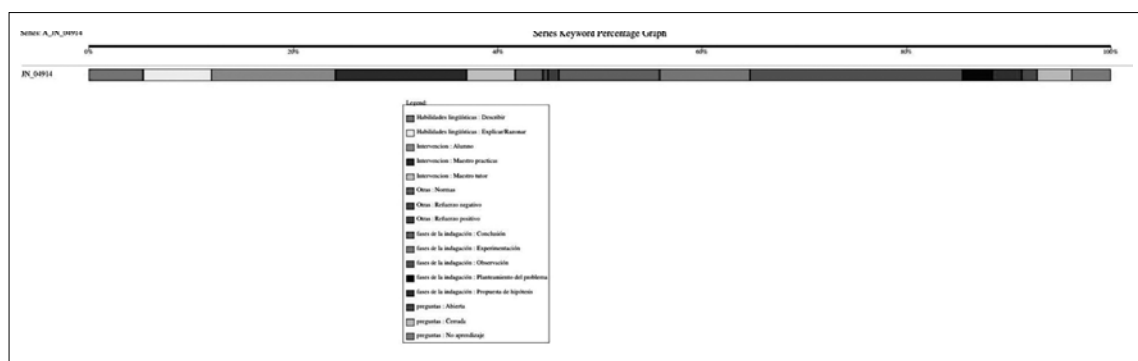 Series: A_JN_04914
Series Keyword Percentage Graph
0%
20%
40%
60%
80%
100%
JN_04914
Legend:
Habilidades lingüísticas : Describir
Habilidades lingüísticas : Explicar/Razonar
Intervencion : Alumno
Intervencion : Maestro practicas
Intervencion : Maestro tutor
Otras : Normas
Otras : Refuerzo negativo
Otras : Refuerzo positivo
fases de la indagación : Conclusión
fases de la indagación : Experimentación
fases de la indagación : Observación
fases de la indagación : Planteamiento del problema
fases de la indagación : Propuesta de hipótesis
preguntas : Abierta
preguntas : Cerrada
preguntas : No aprendizaje